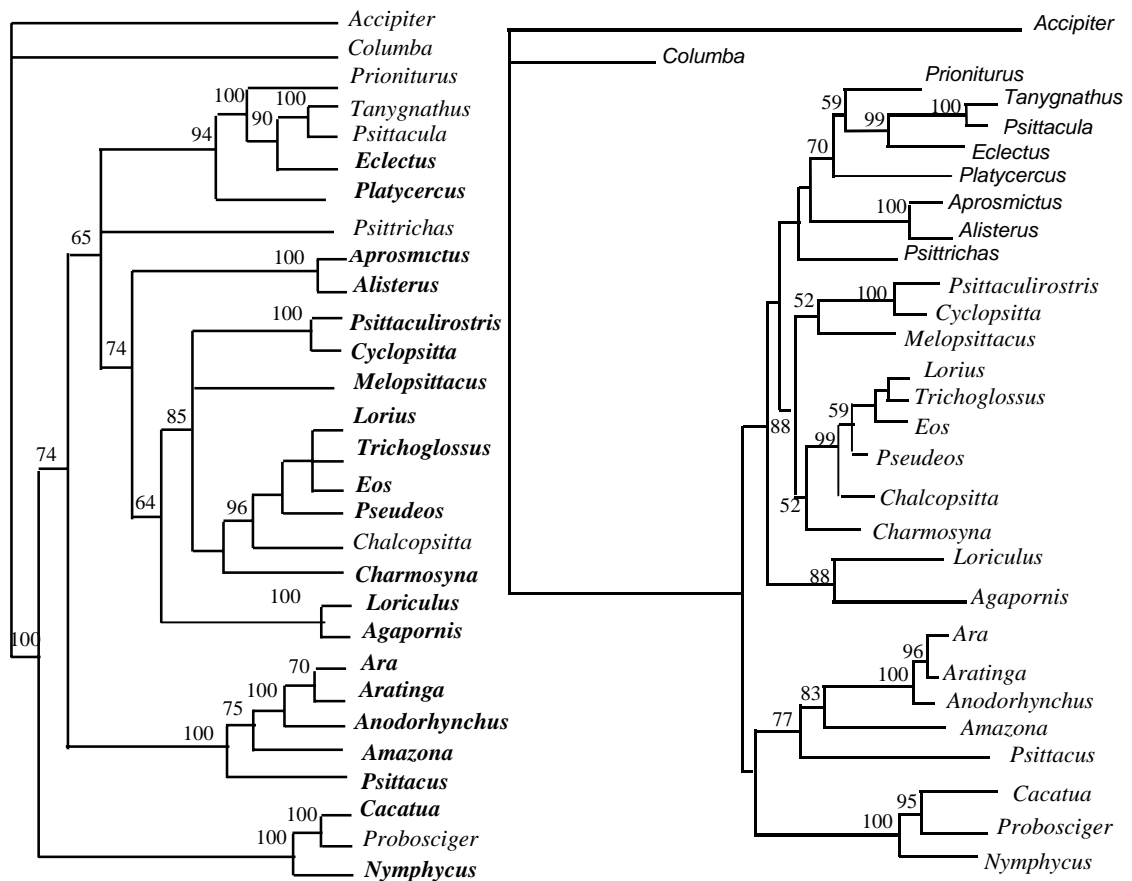 Accipiter
Columba
Prioniturus
100
100
Tanygnathus
90
Psittacula
94
Eclectus
Platycercus
Psittrichas
65
Aprosmictus
100
Alisterus
Psittaculirostris
100
Cyclopsitta
74
Melopsittacus
85
Lorius
Trichoglossus
74
Eos
64
Pseudeos
96
Chalcopsitta
Charmosyna
100
Loriculus
Agapornis
100
Ara
70
Aratinga
100
Anodorhynchus
75
100
Amazona
Psittacus
Cacatua
100
Probosciger
100
Nymphycus
Accipiter
Columba
Prioniturus
59
Tanygnathus
100
99
Psittacula
Eclectus
70
Platycercus
Aprosmictus
100
Alisterus
Psittrichas
Psittaculirostris
52
100
Cyclopsitta
Melopsittacus
Lorius
Trichoglossus
59
88
Eos
99
Pseudeos
Chalcopsitta
52
Charmosyna
Loriculus
88
Agapornis
Ara
96
Aratinga
100
83
Anodorhynchus
77
Amazona
Psittacus
Cacatua
95
Probosciger
100
Nymphycus